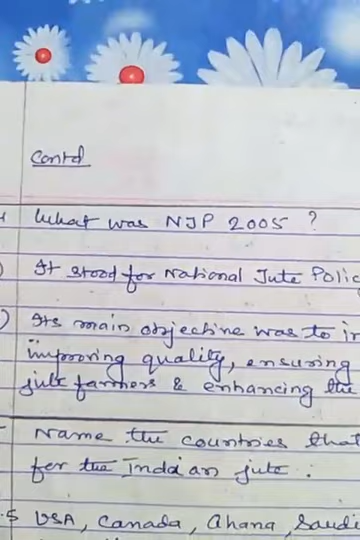 Contd
What was NJP 2005 ?
It stood for National Jute Polic
) Its main objective was to in
improving quality, ensuring
jute farmers & enhancing the
Name the countries that
for the Indian jute :
s USA, Canada, Ghana, Saudi